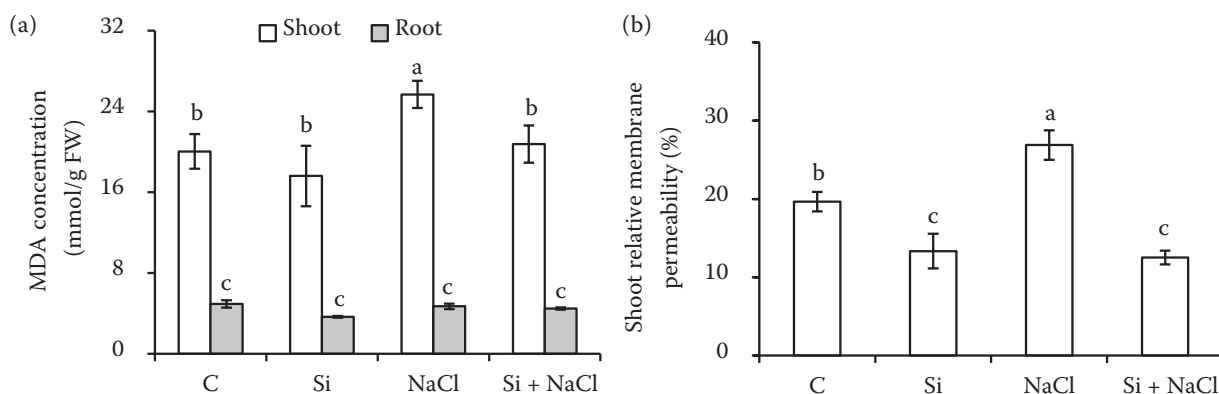 (a)
Shoot Root
MDA concentration
(mmol/g FW)
32
24
16
8
0
b
c
b
c
a
c
b
c
C Si NaCl Si + NaCl
(b)
Shoot relative membrane
permeability (%)
40
30
20
10
0
b
c
a
c
C Si NaCl Si + NaCl